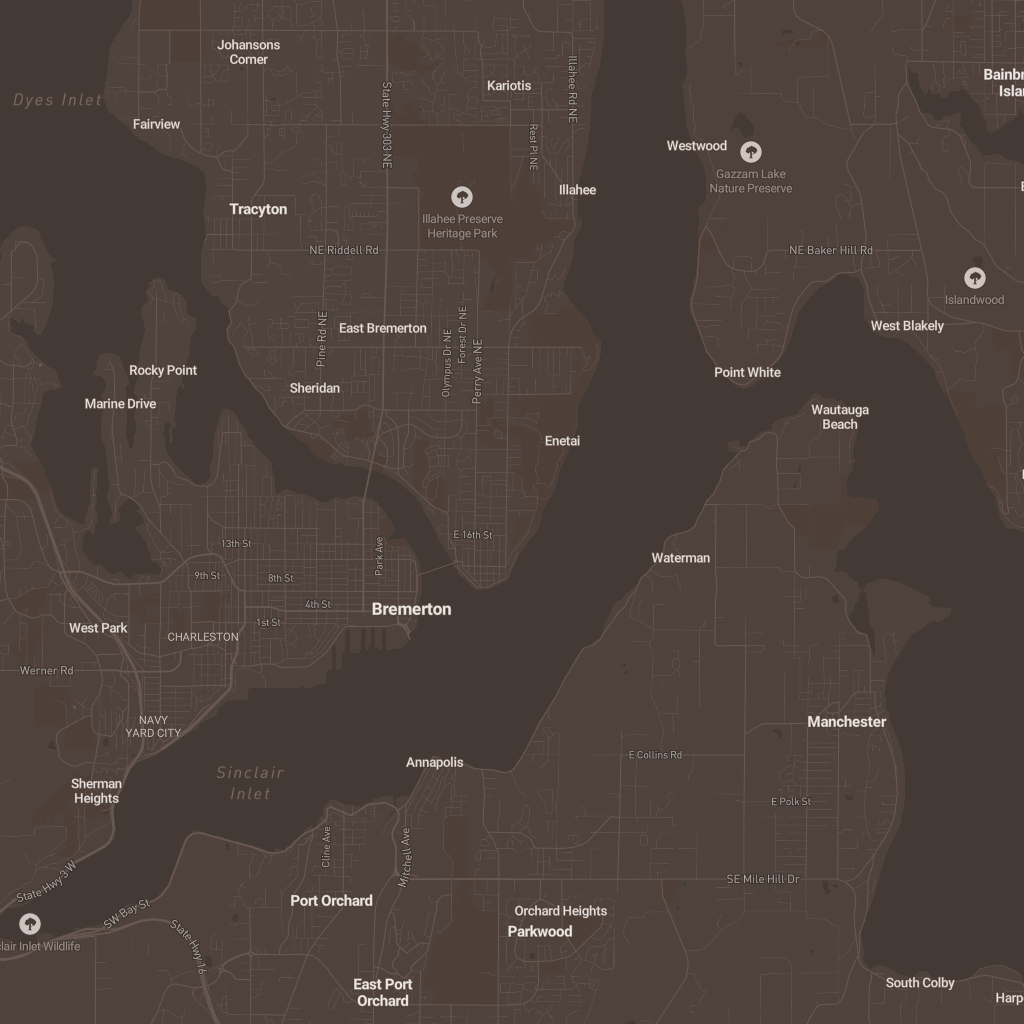 Johansons
Corner
Bainbr
Islan
Kariotis
Dyes Inlet
State Hwy 303 NE
Illahee Rd NE
Fairview
Rest Pl NE
Westwood
Gazzam Lake
Nature Preserve
Illahee
Tracyton
Illahee Preserve
Heritage Park
NE Riddell Rd
NE Baker Hill Rd
Islandwood
East Bremerton
Pine Rd NE
Olympus Dr NE
Forest Dr NE
Perry Ave NE
West Blakely
Rocky Point
Point White
Sheridan
Marine Drive
Wautauga
Beach
Enetai
E 16th St
13th St
Park Ave
Waterman
9th St
8th St
4th St
Bremerton
1st St
West Park
CHARLESTON
Werner Rd
NAVY
YARD CITY
Manchester
E Collins Rd
Annapolis
Sinclair
Inlet
Sherman
Heights
E Polk St
Cline Ave
Mitchell Ave
State Hwy 3 W
SE Mile Hill Dr
Port Orchard
Orchard Heights
Parkwood
SW Bay St
State Hwy 16
clair Inlet Wildlife
East Port
Orchard
South Colby
Harp